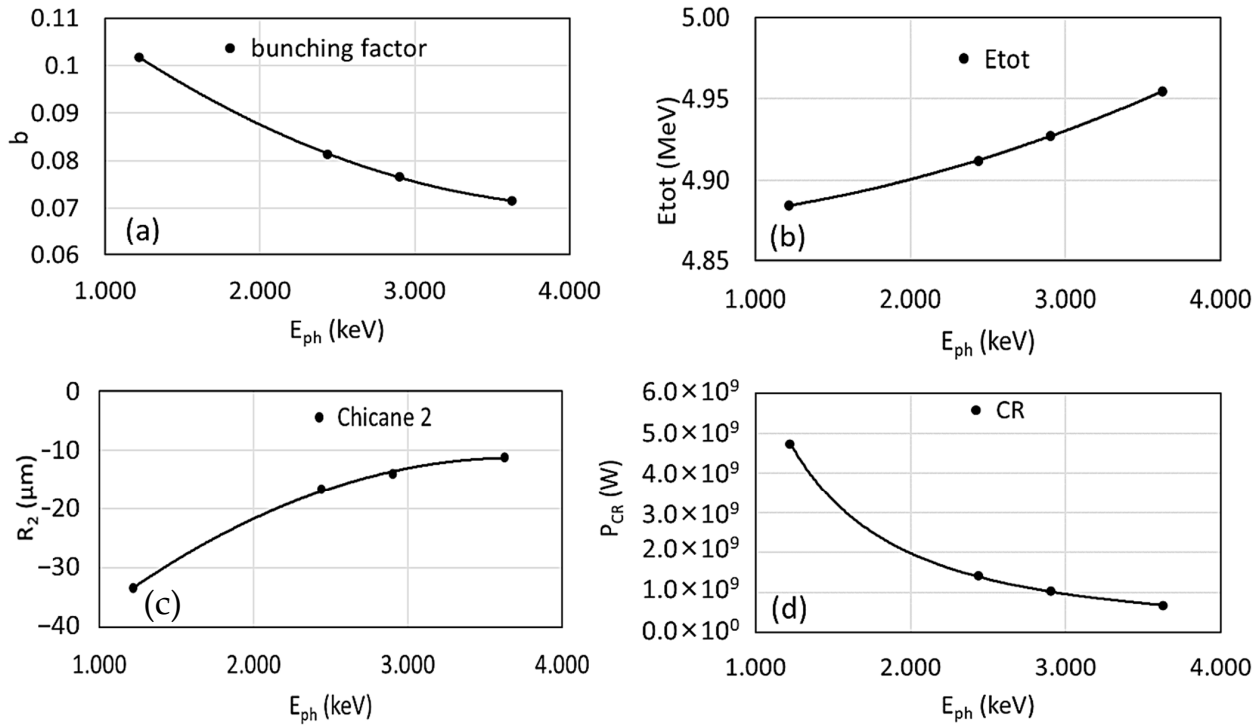 0.11
0.1
0.09
0.08
0.07
0.06
b
bunching factor
(a)
1.000 2.000 3.000 4.000
Eₚₕ (keV)
5.00
4.95
4.90
4.85
Etot (MeV)
Etot
(b)
1.000 2.000 3.000 4.000
Eₚₕ (keV)
0
−10
−20
−30
−40
R₂ (μm)
Chicane 2
(c)
1.000 2.000 3.000 4.000
Eₚₕ (keV)
6.0×10⁹
5.0×10⁹
4.0×10⁹
3.0×10⁹
2.0×10⁹
1.0×10⁹
0.0×10⁰
P_CR (W)
CR
(d)
1.000 2.000 3.000 4.000
Eₚₕ (keV)